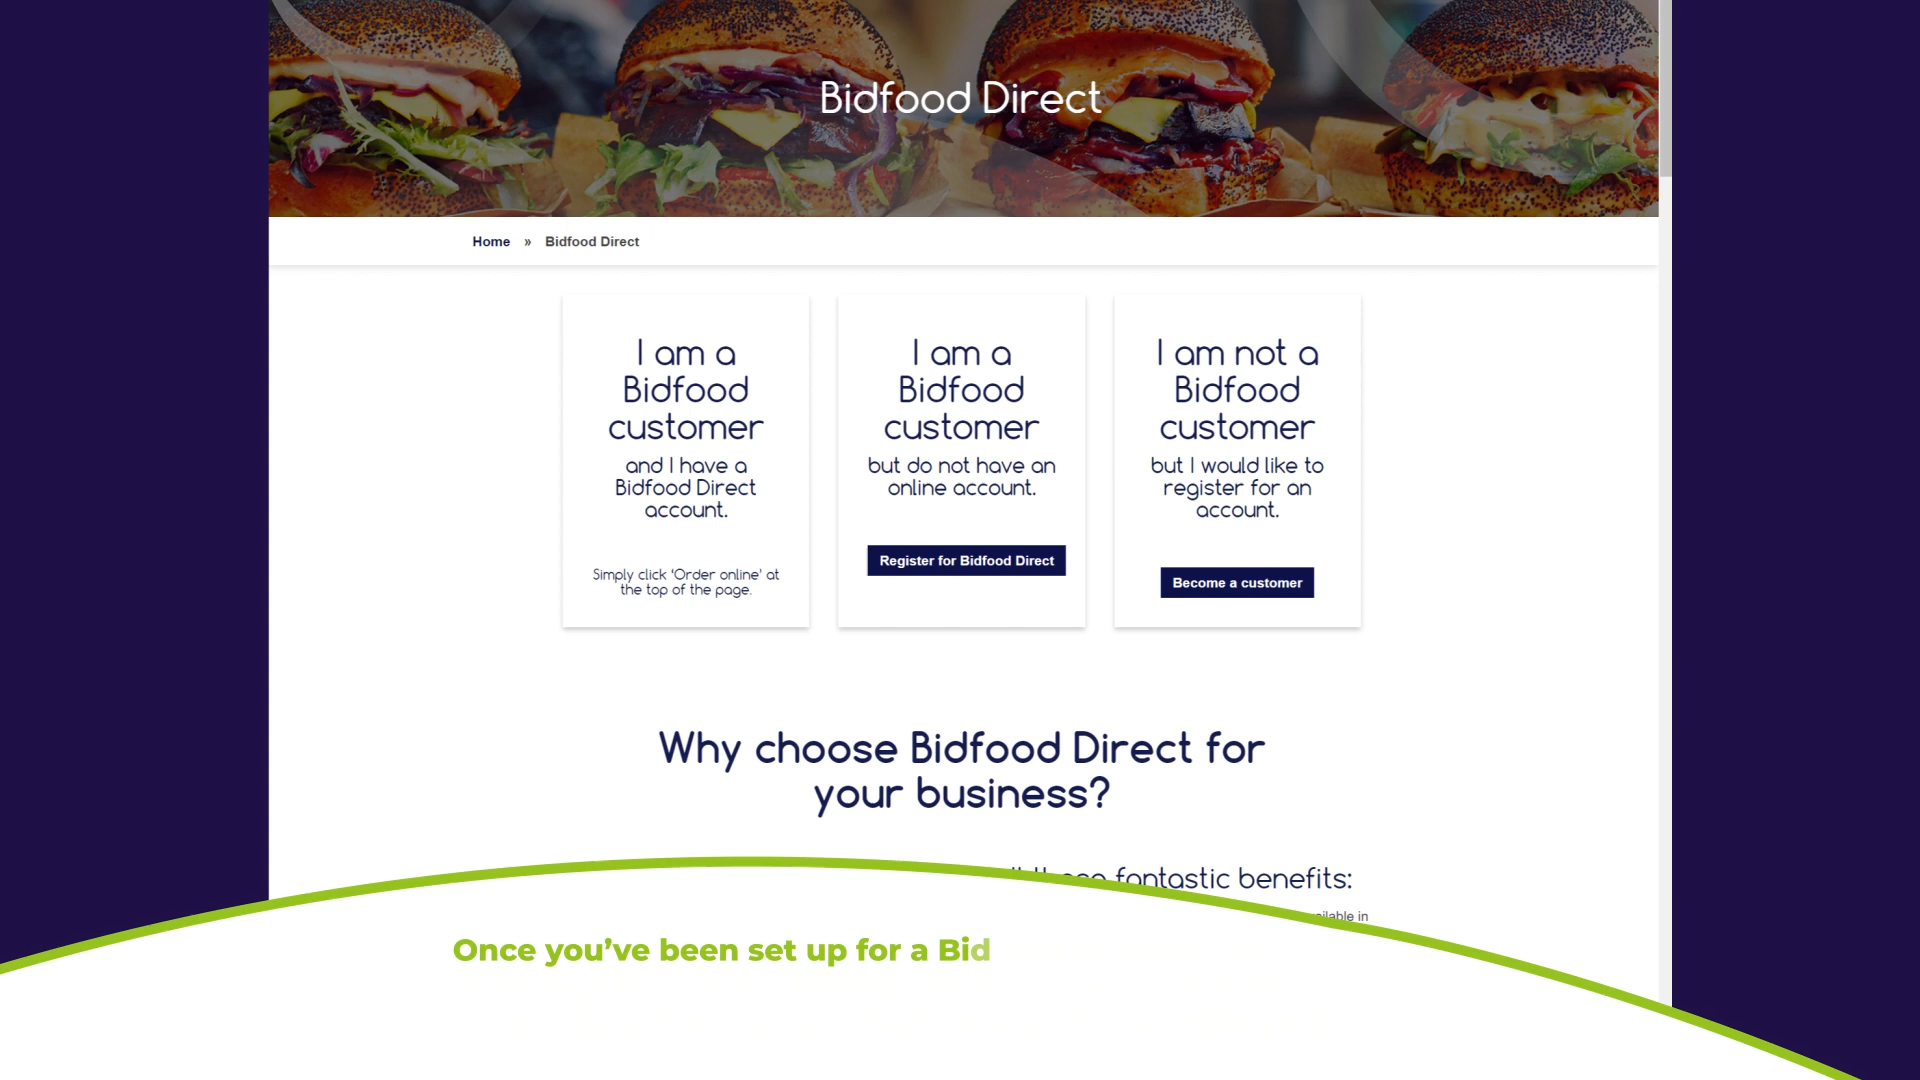 Bidfood Direct
Home » Bidfood Direct
I am a
Bidfood
customer
and I have a
Bidfood Direct
account.
Simply click ‘Order online’ at
the top of the page.
I am a
Bidfood
customer
but do not have an
online account.
Register for Bidfood Direct
I am not a
Bidfood
customer
but I would like to
register for an
account.
Become a customer
Why choose Bidfood Direct for
your business?
fantastic benefits:
in
Once you’ve been set up for a Bid